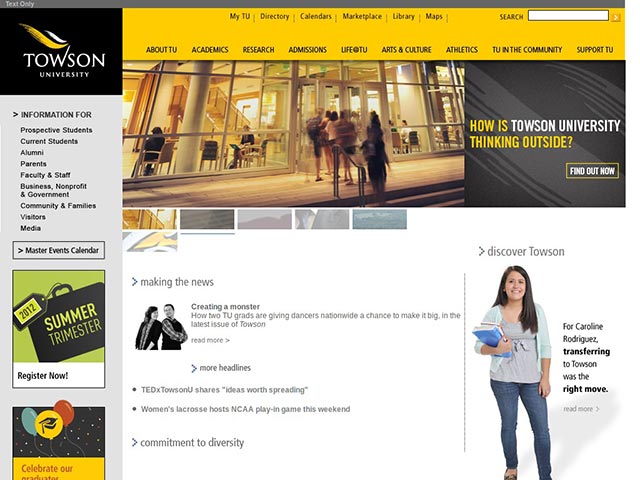 Text Only
TOWSON
UNIVERSITY
My TU | Directory | Calendars | Marketplace | Library | Maps |
SEARCH
ABOUT TU
ACADEMICS
RESEARCH
ADMISSIONS
LIFE@TU
ARTS & CULTURE
ATHLETICS
TU IN THE COMMUNITY
SUPPORT TU
> INFORMATION FOR
Prospective Students
Current Students
Alumni
Parents
Faculty & Staff
Business, Nonprofit
& Government
Community & Families
Visitors
Media
> Master Events Calendar
2012
SUMMER
TRIMESTER
Register Now!
Celebrate our
graduates
HOW IS TOWSON UNIVERSITY
THINKING OUTSIDE?
FIND OUT NOW
> making the news
Creating a monster
How two TU grads are giving dancers nationwide a chance to make it big, in the
latest issue of Towson
read more >
> more headlines
• TEDxTowsonU shares "ideas worth spreading"
• Women's lacrosse hosts NCAA play-in game this weekend
> commitment to diversity
> discover Towson
For Caroline
Rodriguez,
transferring
to Towson
was the
right move.
read more >